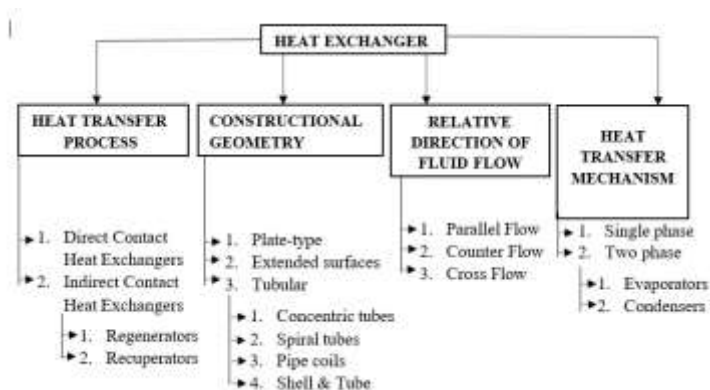 HEAT EXCHANGER
HEAT TRANSFER
PROCESS
1. Direct Contact
Heat Exchangers
2. Indirect Contact
Heat Exchangers
1. Regenerators
2. Recuperators
CONSTRUCTIONAL
GEOMETRY
1. Plate-type
2. Extended surfaces
3. Tubular
1. Concentric tubes
2. Spiral tubes
3. Pipe coils
4. Shell & Tube
RELATIVE
DIRECTION OF
FLUID FLOW
1. Parallel Flow
2. Counter Flow
3. Cross Flow
HEAT
TRANSFER
MECHANISM
1. Single phase
2. Two phase
1. Evaporators
2. Condensers